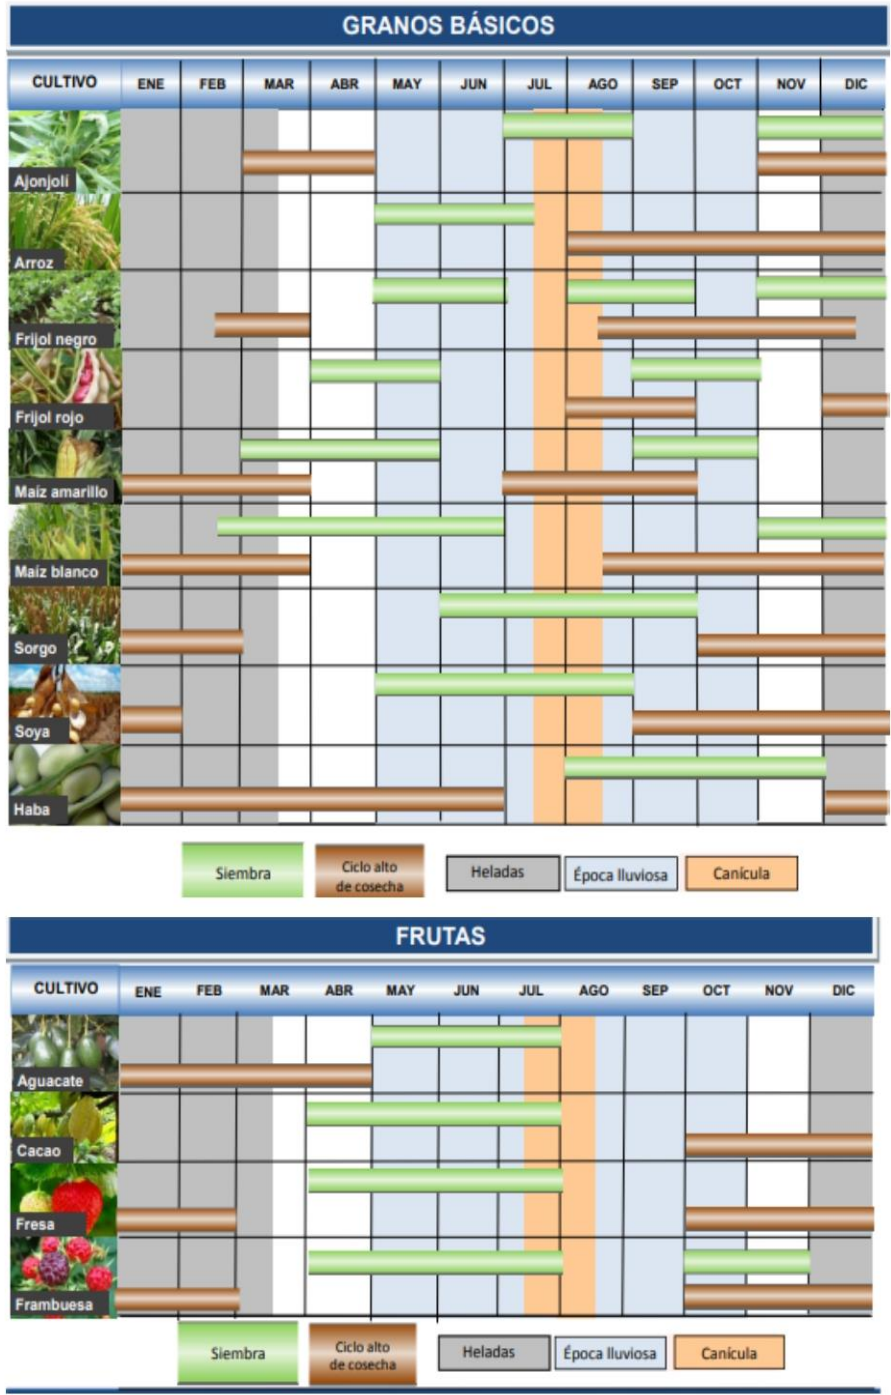 GRANOS BÁSICOS
CULTIVO ENE FEB MAR ABR MAY JUN JUL AGO SEP OCT NOV DIC
Ajonjolí
Arroz
Frijol negro
Frijol rojo
Maíz amarillo
Maíz blanco
Sorgo
Soya
Haba
Siembra
Ciclo alto
de cosecha
Heladas
Época lluviosa
Canícula
FRUTAS
CULTIVO ENE FEB MAR ABR MAY JUN JUL AGO SEP OCT NOV DIC
Aguacate
Cacao
Fresa
Frambuesa
Siembra
Ciclo alto
de cosecha
Heladas
Época lluviosa
Canícula